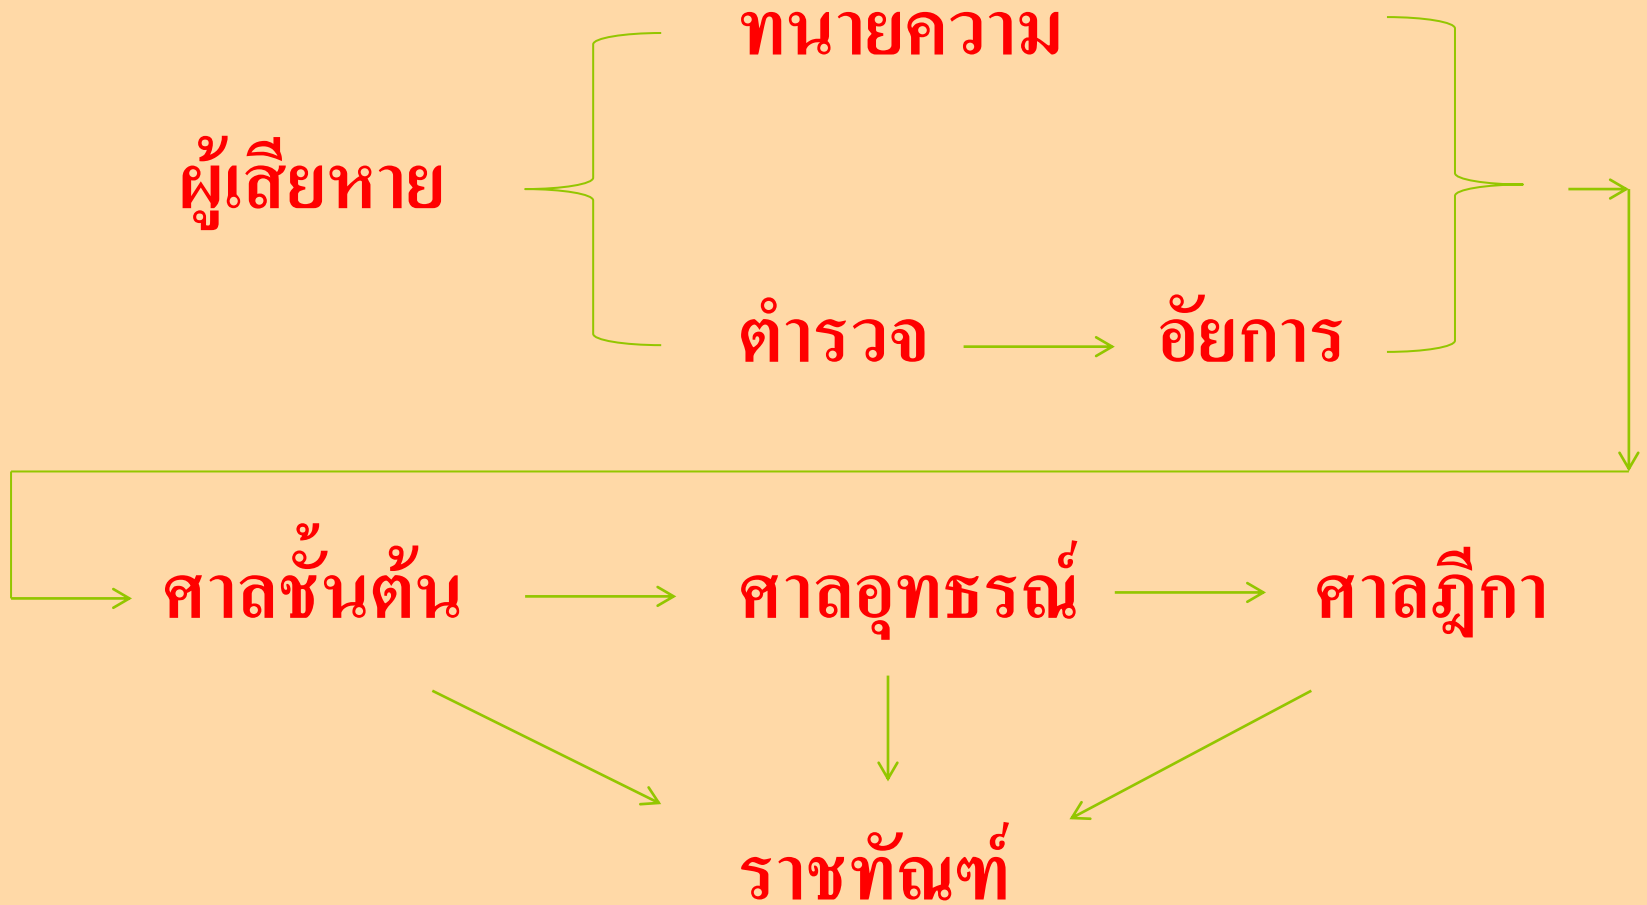 ทนายความ
ผู้เสียหาย
ตำรวจ อัยการ
ศาลชั้นต้น ศาลอุทธรณ์ ศาลฎีกา
ราชทัณฑ์